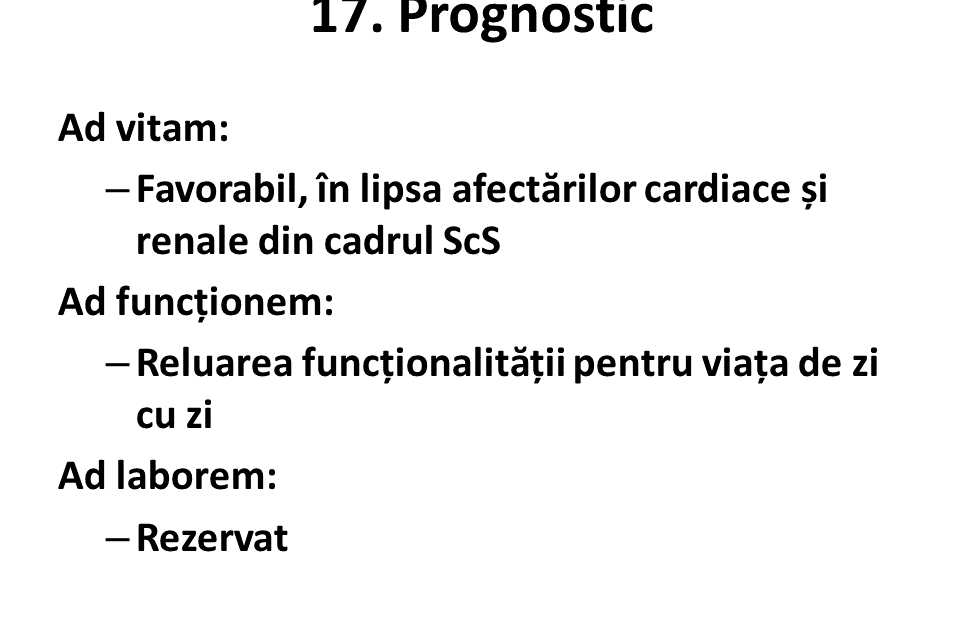 17. Prognostic
Ad vitam:
– Favorabil, în lipsa afectărilor cardiace și
renale din cadrul ScS
Ad funcționem:
– Reluarea funcționalității pentru viața de zi
cu zi
Ad laborem:
– Rezervat